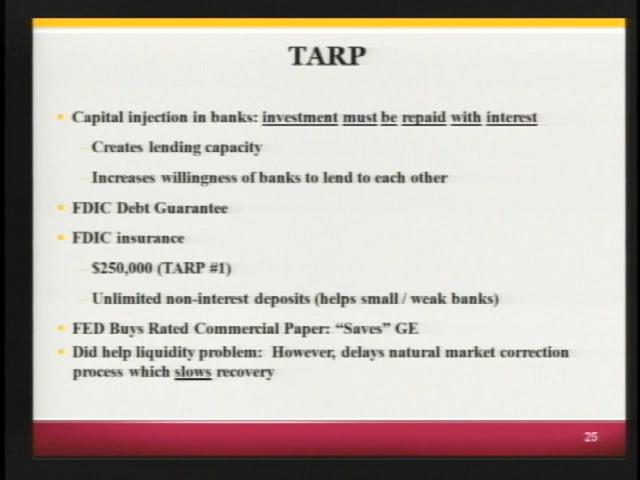 TARP
Capital injection in banks: investment must be repaid with interest
Creates lending capacity
Increases willingness of banks to lend to each other
FDIC Debt Guarantee
FDIC insurance
$250,000 (TARP #1)
Unlimited non-interest deposits (helps small / weak banks)
FED Buys Rated Commercial Paper: “Saves” GE
Did help liquidity problem: However, delays natural market correction
process which slows recovery
25